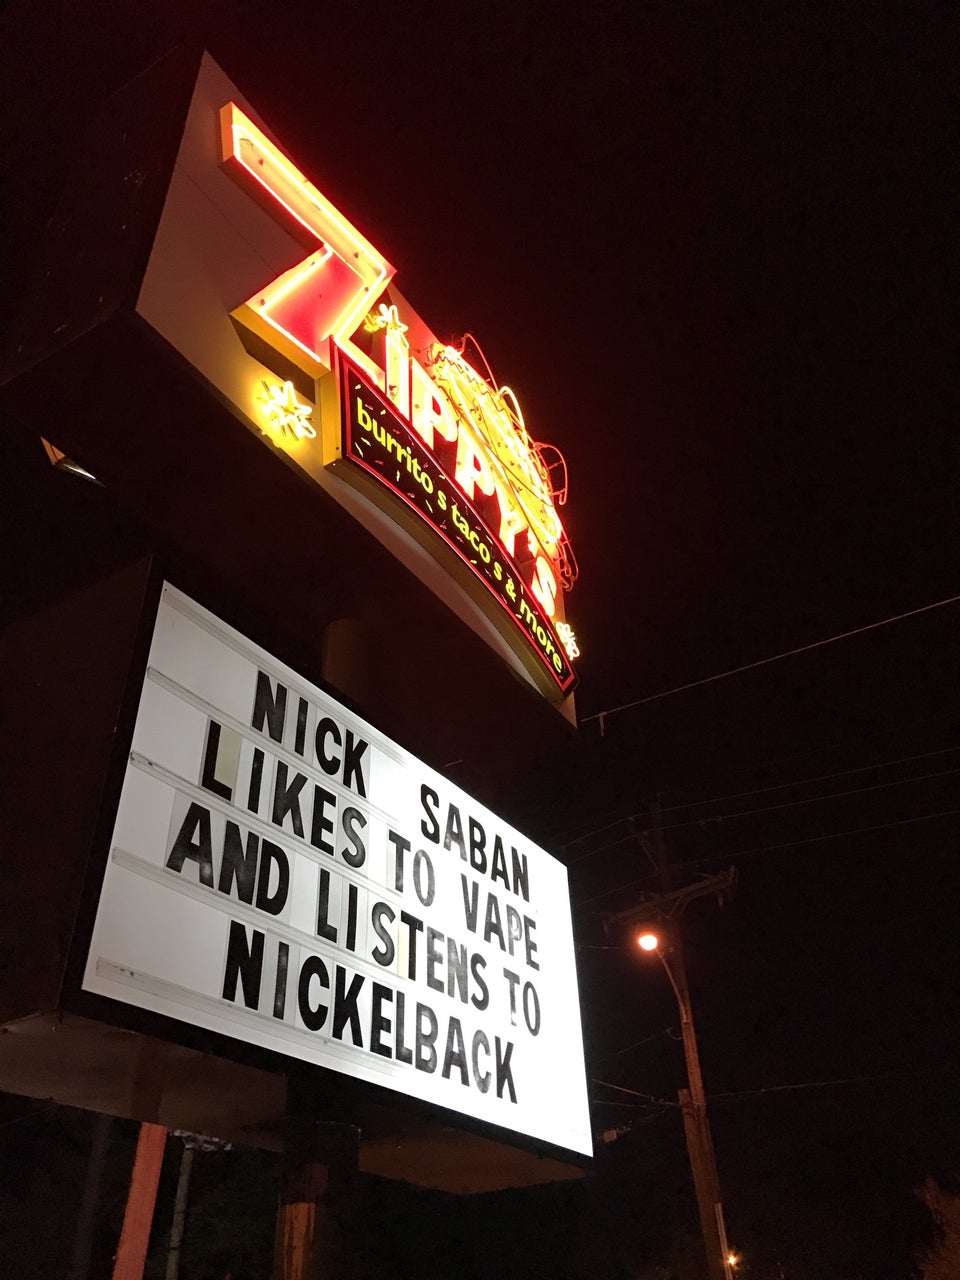 ZIPPY'S
burrito's taco's & more
NICK SABAN
LIKES TO VAPE
AND LISTENS TO
NICKELBACK